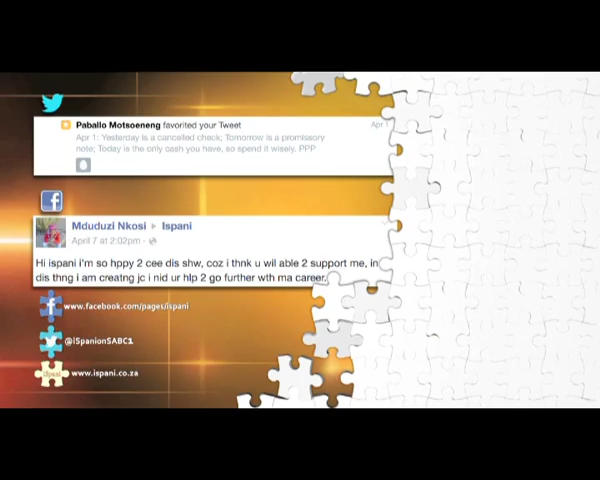 Paballo Motsoeneng favorited your Tweet
Apr 1
Apr 1: Yesterday is a cancelled check; Tomorrow is a promissory
note; Today is the only cash you have, so spend it wisely. PPP
Mduduzi Nkosi ▸ Ispani
April 7 at 2:02pm ·
Hi ispani i'm so hppy 2 cee dis shw, coz i thnk u wil able 2 support me, in
dis thng i am creatng jc i nid ur hlp 2 go further wth ma career.
www.facebook.com/pages/ispani
@iSpanionSABC1
ispani
www.ispani.co.za